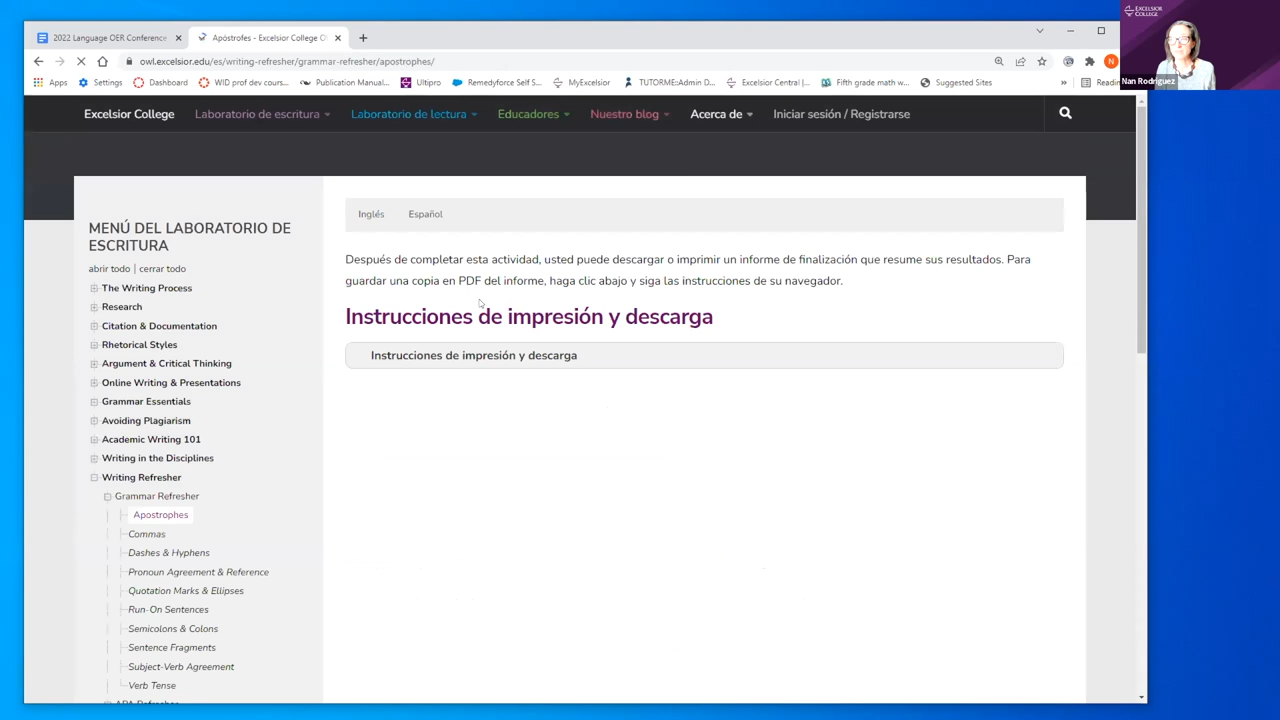 2022 Language OER Conference
Apóstrofes - Excelsior College O
owl.excelsior.edu/es/writing-refresher/grammar-refresher/apostrophes/
Apps
Settings
Dashboard
WID prof dev cours...
Publication Manual...
Ultipro
Remedyforce Self S...
MyExcelsior
TUTORME:Admin D...
Excelsior Central |...
Fifth grade math w...
Suggested Sites
»
Readin
EXCELSIOR
COLLEGE
Nan Rodriguez
Excelsior College
Laboratorio de escritura
Laboratorio de lectura
Educadores
Nuestro blog
Acerca de
Iniciar sesión / Registrarse
MENÚ DEL LABORATORIO DE
ESCRITURA
abrir todo | cerrar todo
The Writing Process
Research
Citation & Documentation
Rhetorical Styles
Argument & Critical Thinking
Online Writing & Presentations
Grammar Essentials
Avoiding Plagiarism
Academic Writing 101
Writing in the Disciplines
Writing Refresher
Grammar Refresher
Apostrophes
Commas
Dashes & Hyphens
Pronoun Agreement & Reference
Quotation Marks & Ellipses
Run-On Sentences
Semicolons & Colons
Sentence Fragments
Subject-Verb Agreement
Verb Tense
APA Refresher
Inglés
Español
Después de completar esta actividad, usted puede descargar o imprimir un informe de finalización que resume sus resultados. Para
guardar una copia en PDF del informe, haga clic abajo y siga las instrucciones de su navegador.
Instrucciones de impresión y descarga
Instrucciones de impresión y descarga